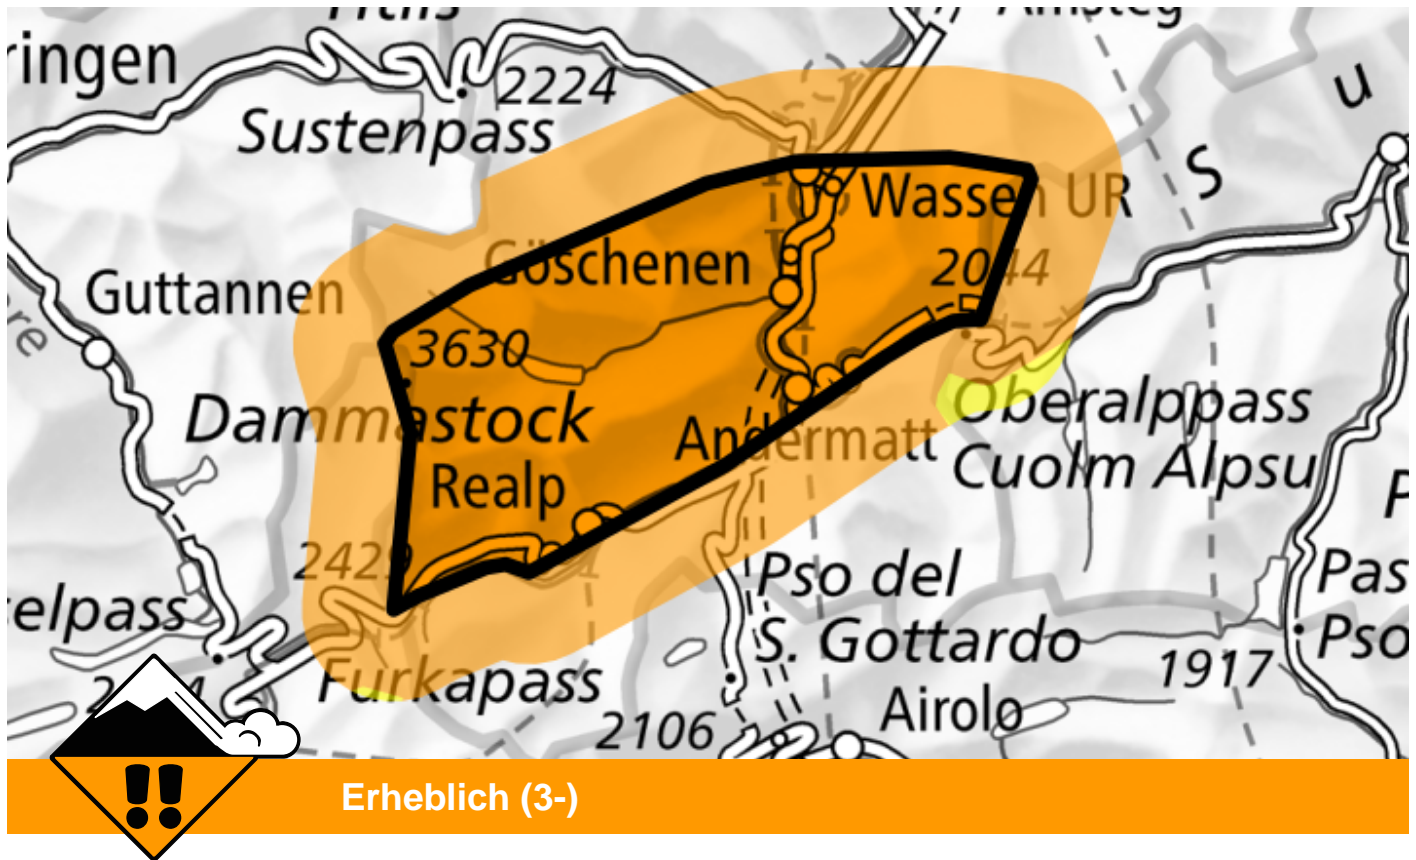 ringen
2224
Sustenpass
u
S
Wassen UR
Göschenen
2044
Guttannen
3630
Dammastock
Oberalppass
Andermatt
Cuolm Alpsu
Realp
P
2429
Pso del
Pas
selpass
S. Gottardo
Pso
1917
Furkapass
Airolo
2106
Erheblich (3-)